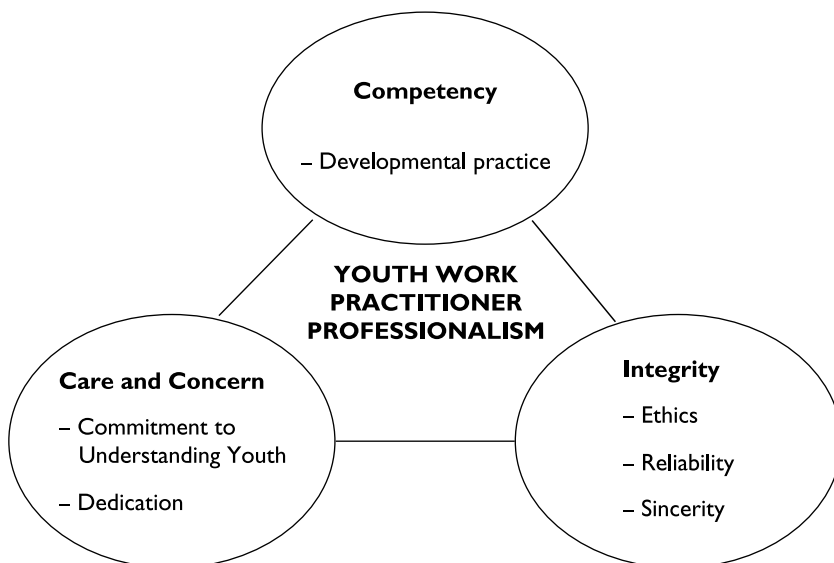 Competency
– Developmental practice
YOUTH WORK
PRACTITIONER
PROFESSIONALISM
Care and Concern
– Commitment to
Understanding Youth
– Dedication
Integrity
– Ethics
– Reliability
– Sincerity